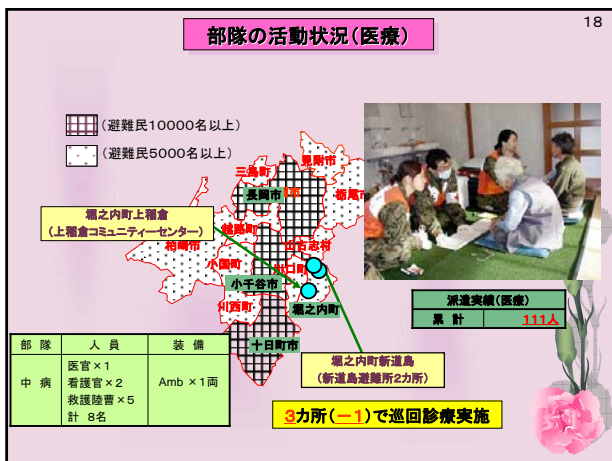 18
部隊の活動状況(医療)
(避難民10000名以上)
(避難民5000名以上)
見附市
三島町
栃尾市
長岡市
堀之内町上稲倉
(上稲倉コミュニティーセンター)
越路町
柏崎市
山古志村
小国町
川口町
小千谷市
川西町
堀之内町
十日町市
派遣実績(医療)
累 計 111人
部 隊 人 員 装 備
中 病
医官×1
看護官×2
救護陸曹×5
計 8名
Amb ×1両
堀之内町新道島
(新道島避難所2カ所)
3カ所(-1)で巡回診療実施